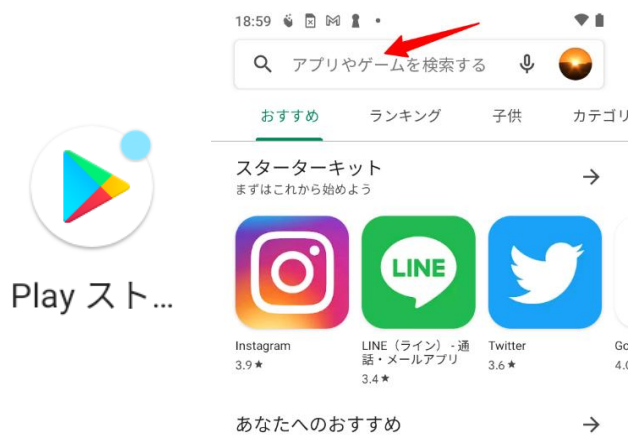 Play スト...
18:59
アプリやゲームを検索する
おすすめ
ランキング
子供
カテゴリ
スターターキット
まずはこれから始めよう
LINE
Instagram
3.9★
LINE（ライン） - 通
話・メールアプリ
3.4★
Twitter
3.6★
Go
4.0
あなたへのおすすめ